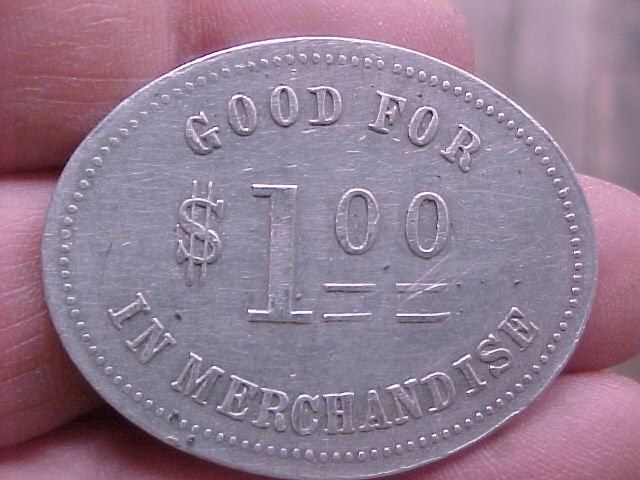 GOOD FOR
$1.00
IN MERCHANDISE